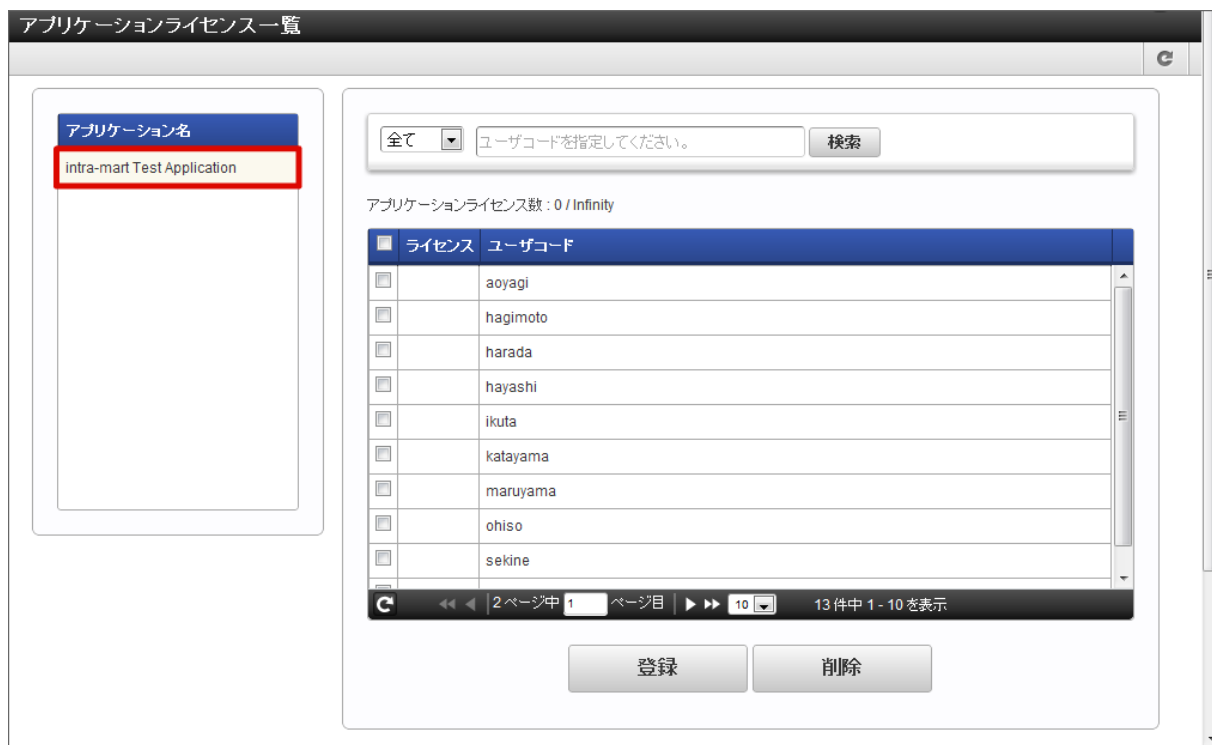 アプリケーションライセンス一覧
アプリケーション名
intra-mart Test Application
全て ユーザコードを指定してください。 検索
アプリケーションライセンス数 : 0 / Infinity
ライセンス ユーザコード
aoyagi
hagimoto
harada
hayashi
ikuta
katayama
maruyama
ohiso
sekine
2 ページ中 1 ページ目 10 13 件中 1 - 10 を表示
登録 削除